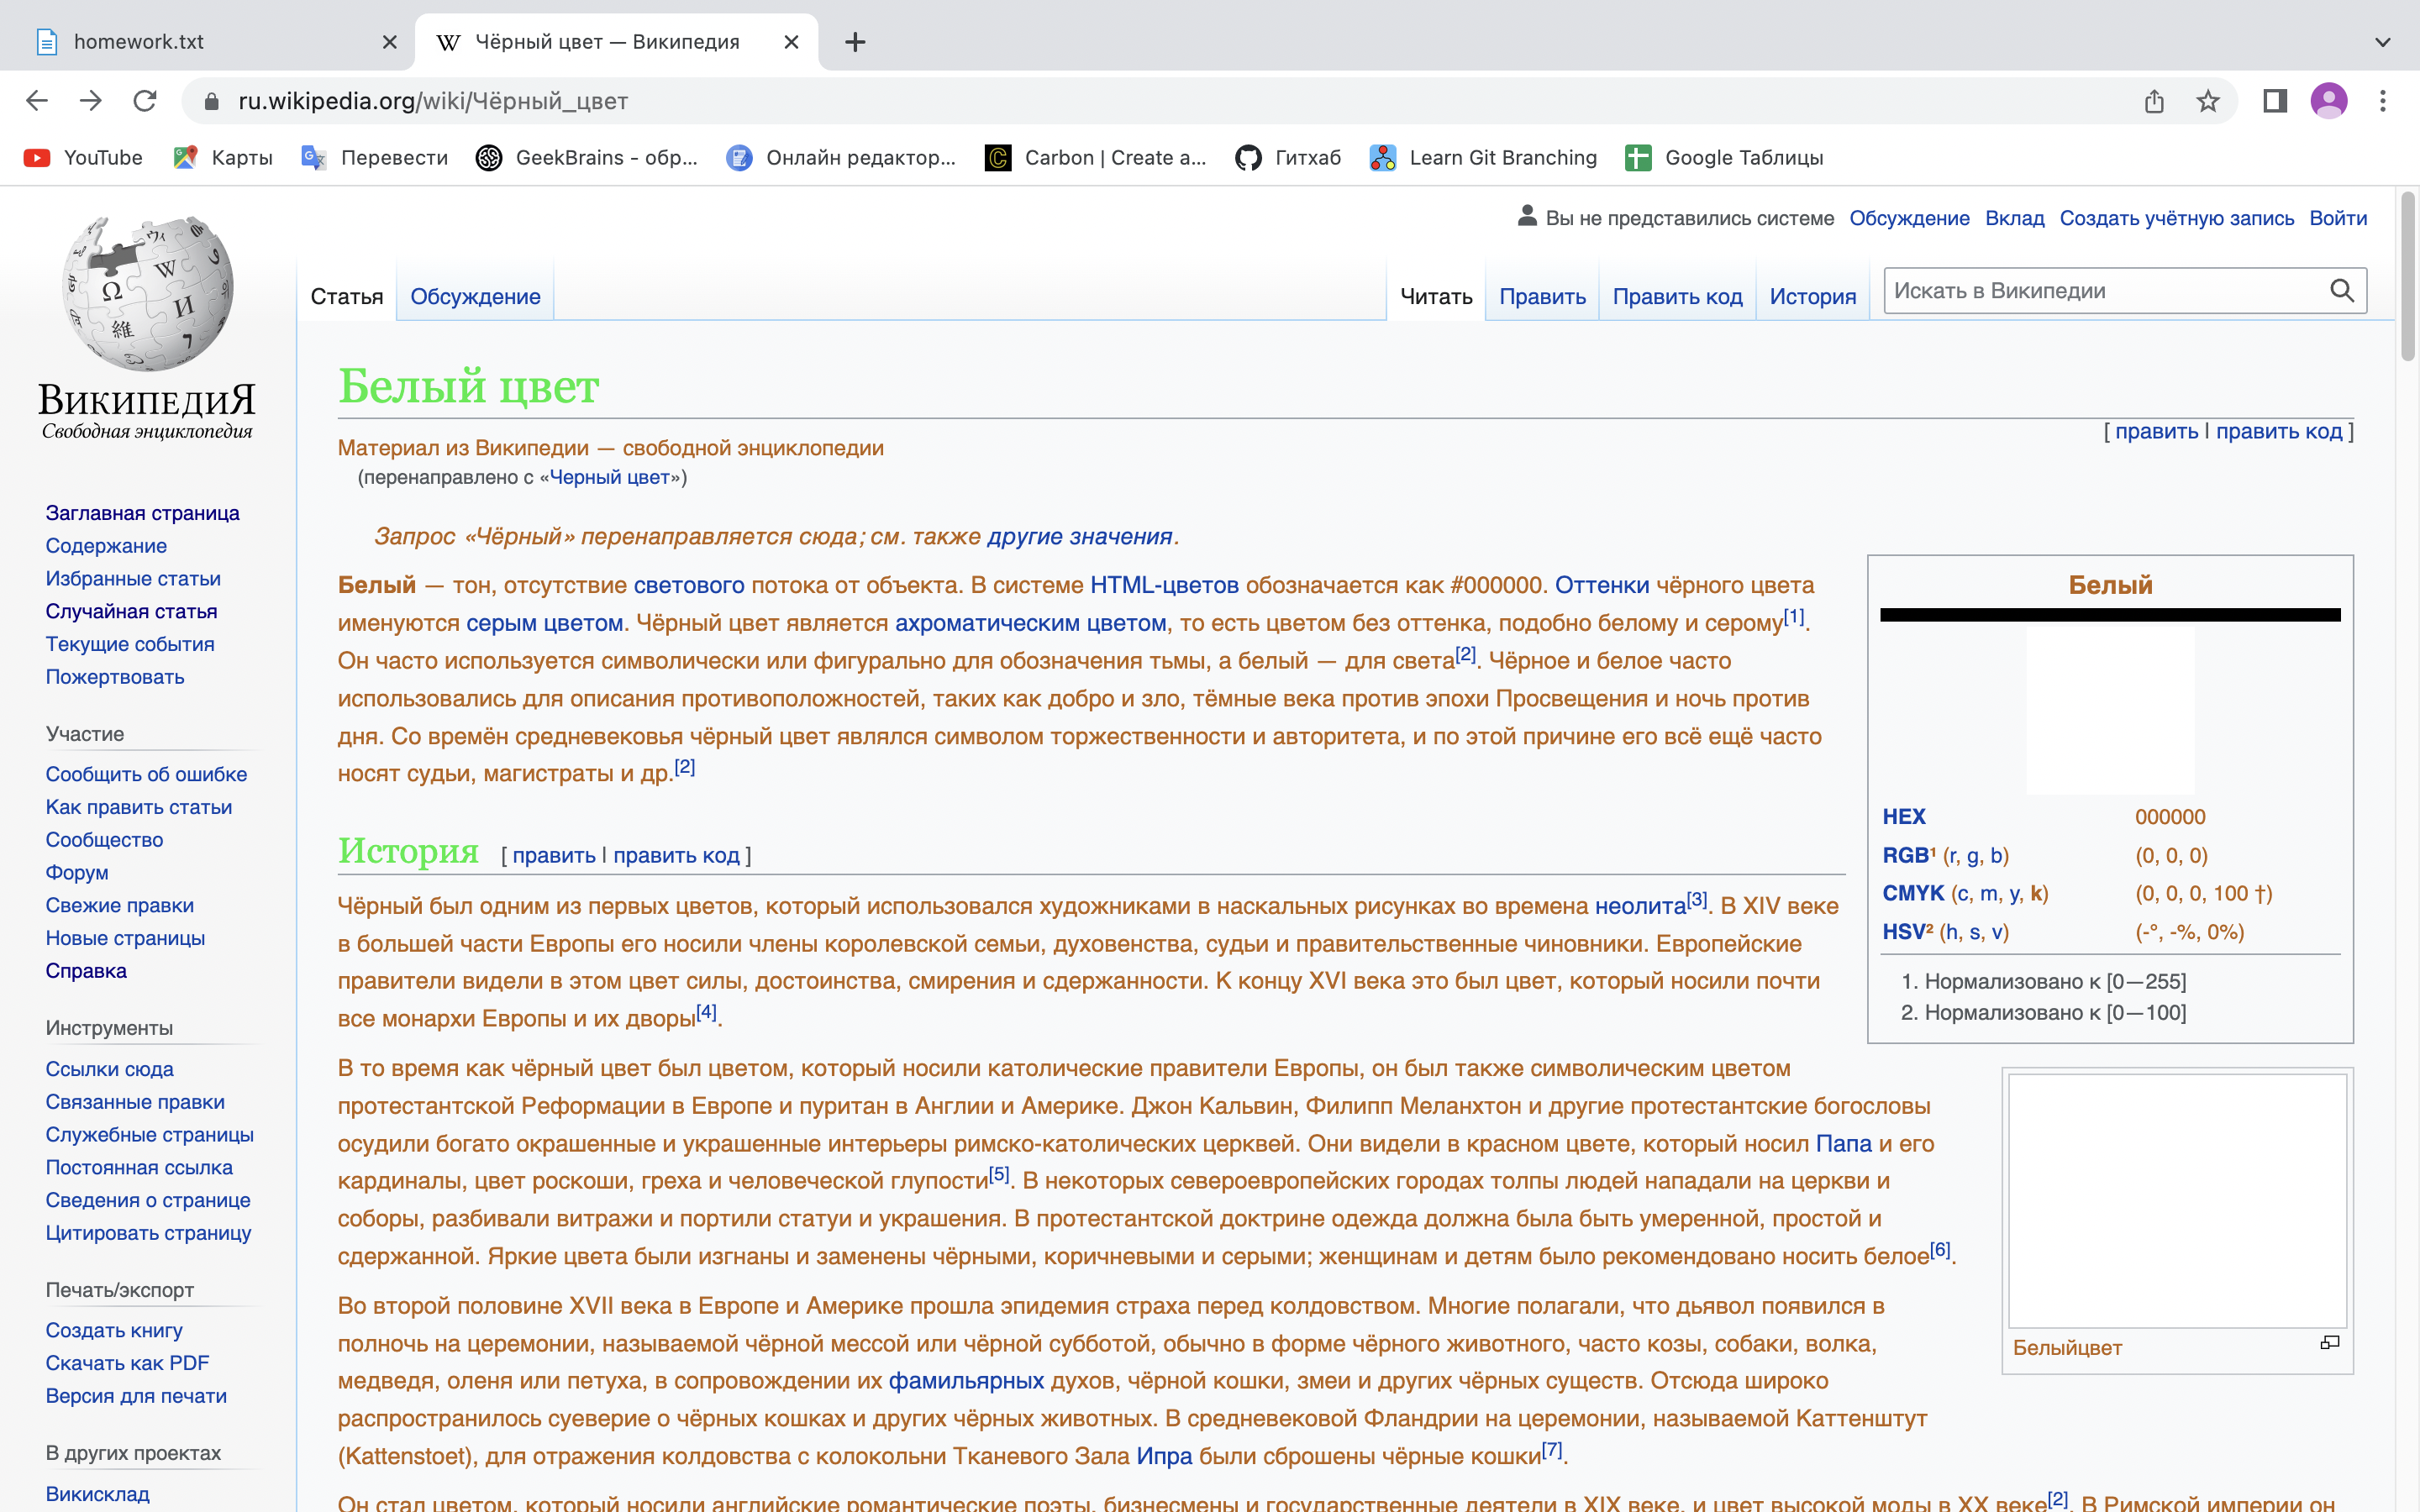 homework.txt
Чёрный цвет — Википедия
ru.wikipedia.org/wiki/Чёрный_цвет
YouTube
Карты
Перевести
GeekBrains - обр...
Онлайн редактор...
Carbon | Create a...
Гитхаб
Learn Git Branching
Google Таблицы
Вы не представились системе Обсуждение Вклад Создать учётную запись Войти
Статья Обсуждение
Читать Править Править код История
Искать в Википедии
ВИКИПЕДИЯ
Свободная энциклопедия
Заглавная страница
Содержание
Избранные статьи
Случайная статья
Текущие события
Пожертвовать
Участие
Сообщить об ошибке
Как править статьи
Сообщество
Форум
Свежие правки
Новые страницы
Справка
Инструменты
Ссылки сюда
Связанные правки
Служебные страницы
Постоянная ссылка
Сведения о странице
Цитировать страницу
Печать/экспорт
Создать книгу
Скачать как PDF
Версия для печати
В других проектах
Викисклад
Белый цвет
[ править | править код ]
Материал из Википедии — свободной энциклопедии
(перенаправлено с «Черный цвет»)
Запрос «Чёрный» перенаправляется сюда; см. также другие значения.
Белый — тон, отсутствие светового потока от объекта. В системе HTML-цветов обозначается как #000000. Оттенки чёрного цвета
именуются серым цветом. Чёрный цвет является ахроматическим цветом, то есть цветом без оттенка, подобно белому и серому[1].
Он часто используется символически или фигурально для обозначения тьмы, а белый — для света[2]. Чёрное и белое часто
использовались для описания противоположностей, таких как добро и зло, тёмные века против эпохи Просвещения и ночь против
дня. Со времён средневековья чёрный цвет являлся символом торжественности и авторитета, и по этой причине его всё ещё часто
носят судьи, магистраты и др.[2]
История [ править | править код ]
Чёрный был одним из первых цветов, который использовался художниками в наскальных рисунках во времена неолита[3]. В XIV веке
в большей части Европы его носили члены королевской семьи, духовенства, судьи и правительственные чиновники. Европейские
правители видели в этом цвет силы, достоинства, смирения и сдержанности. К концу XVI века это был цвет, который носили почти
все монархи Европы и их дворы[4].
В то время как чёрный цвет был цветом, который носили католические правители Европы, он был также символическим цветом
протестантской Реформации в Европе и пуритан в Англии и Америке. Джон Кальвин, Филипп Меланхтон и другие протестантские богословы
осудили богато окрашенные и украшенные интерьеры римско-католических церквей. Они видели в красном цвете, который носил Папа и его
кардиналы, цвет роскоши, греха и человеческой глупости[5]. В некоторых североевропейских городах толпы людей нападали на церкви и
соборы, разбивали витражи и портили статуи и украшения. В протестантской доктрине одежда должна была быть умеренной, простой и
сдержанной. Яркие цвета были изгнаны и заменены чёрными, коричневыми и серыми; женщинам и детям было рекомендовано носить белое[6].
Во второй половине XVII века в Европе и Америке прошла эпидемия страха перед колдовством. Многие полагали, что дьявол появился в
полночь на церемонии, называемой чёрной мессой или чёрной субботой, обычно в форме чёрного животного, часто козы, собаки, волка,
медведя, оленя или петуха, в сопровождении их фамильярных духов, чёрной кошки, змеи и других чёрных существ. Отсюда широко
распространилось суеверие о чёрных кошках и других чёрных животных. В средневековой Фландрии на церемонии, называемой Каттенштут
(Kattenstoet), для отражения колдовства с колокольни Тканевого Зала Ипра были сброшены чёрные кошки[7].
Он стал цветом, который носили английские романтические поэты, бизнесмены и государственные деятели в XIX веке, и цвет высокой моды в XX веке[2]. В Римской империи он
Белый
HEX 000000
RGB¹ (r, g, b) (0, 0, 0)
CMYK (c, m, y, k) (0, 0, 0, 100 †)
HSV² (h, s, v) (-°, -%, 0%)
1. Нормализовано к [0—255]
2. Нормализовано к [0—100]
Белыйцвет